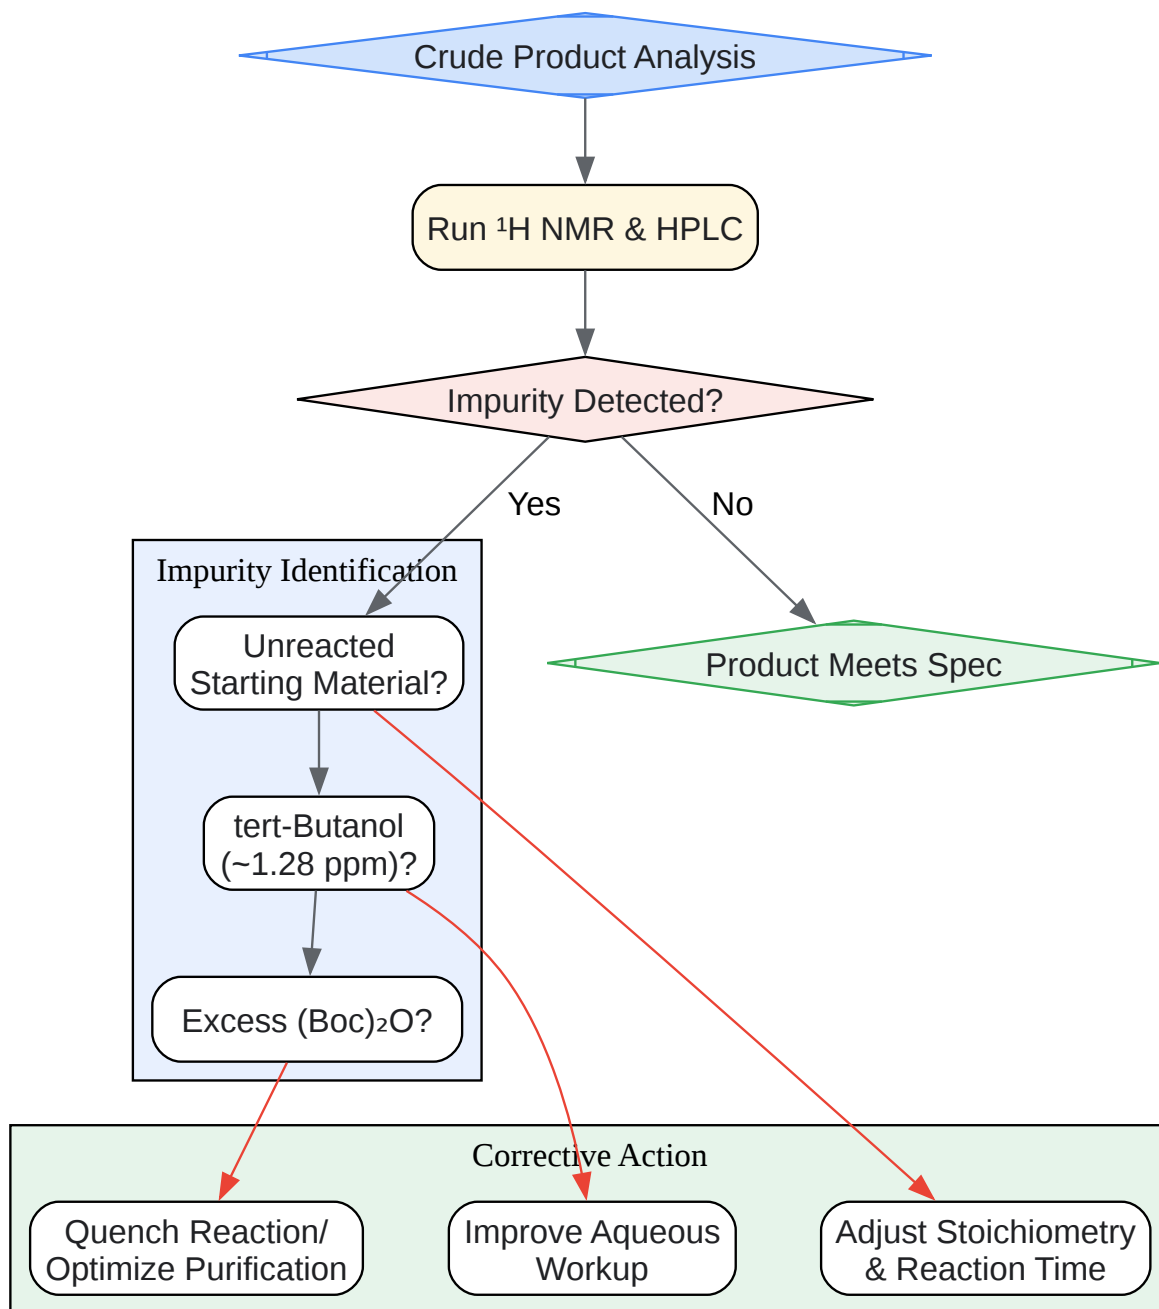 Crude Product Analysis
Run ¹H NMR & HPLC
Impurity Detected?
Yes
No
Impurity Identification
Unreacted
Starting Material?
Product Meets Spec
tert-Butanol
(~1.28 ppm)?
Excess (Boc)₂O?
Corrective Action
Quench Reaction/
Optimize Purification
Improve Aqueous
Workup
Adjust Stoichiometry
& Reaction Time